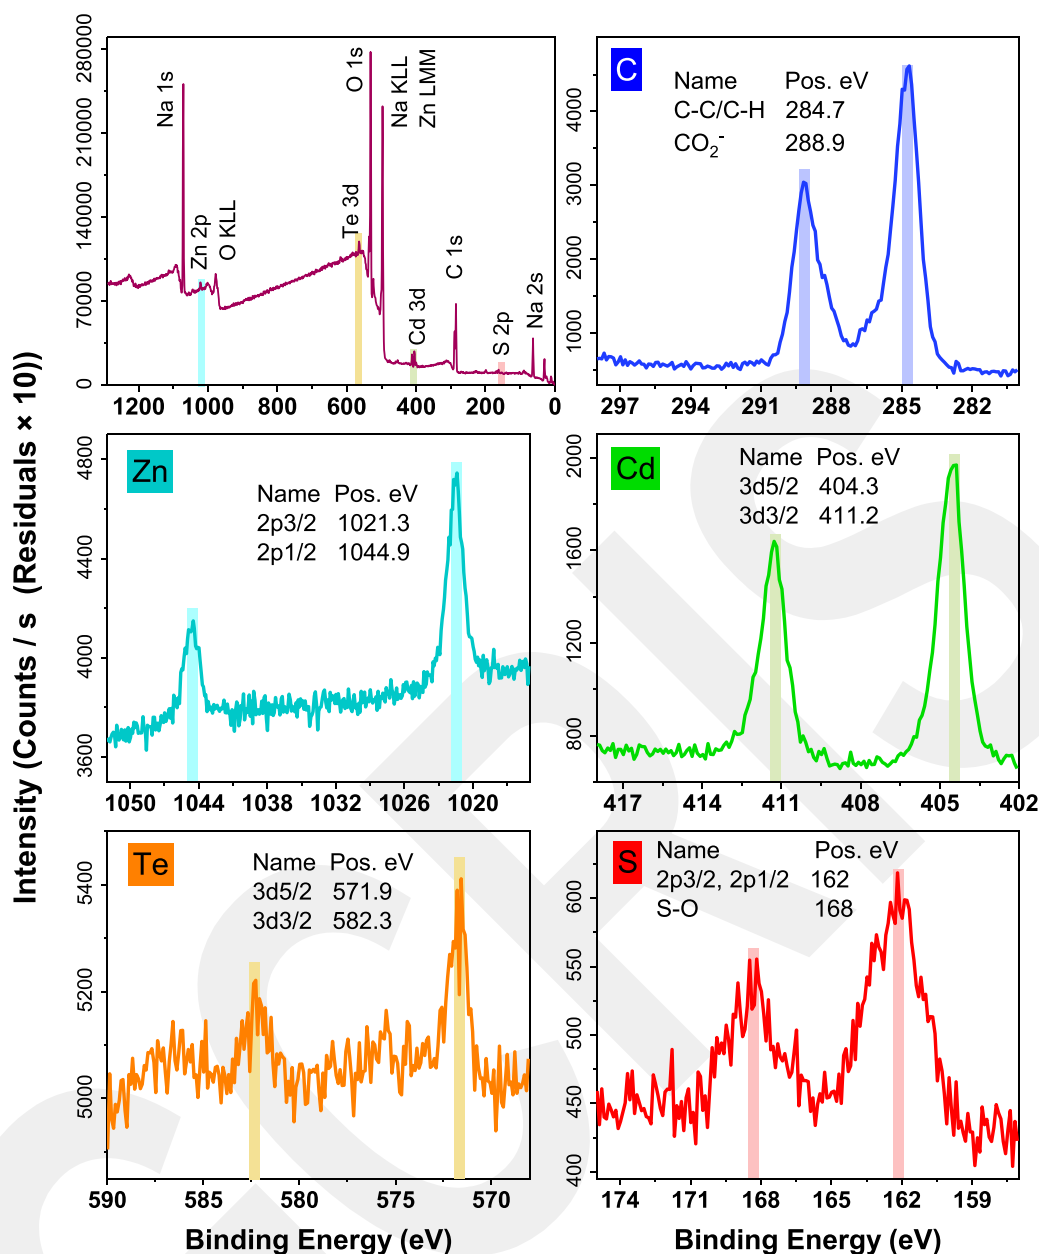 Intensity (Counts / s (Residuals × 10))
280000
210000
140000
70000
0
Na 1s
Zn 2p
O KLL
Te 3d
O 1s
Na KLL
Zn LMM
Cd 3d
C 1s
S 2p
Na 2s
1200 1000 800 600 400 200 0
C
Name Pos. eV
C-C/C-H 284.7
CO₂⁻ 288.9
4000
3000
2000
1000
297 294 291 288 285 282
Zn
Name Pos. eV
2p3/2 1021.3
2p1/2 1044.9
4800
4400
4000
3600
1050 1044 1038 1032 1026 1020
Cd
Name Pos. eV
3d5/2 404.3
3d3/2 411.2
2000
1600
1200
800
417 414 411 408 405 402
Te
Name Pos. eV
3d5/2 571.9
3d3/2 582.3
5400
5200
5000
590 585 580 575 570
Binding Energy (eV)
S
Name Pos. eV
2p3/2, 2p1/2 162
S-O 168
600
550
500
450
400
174 171 168 165 162 159
Binding Energy (eV)